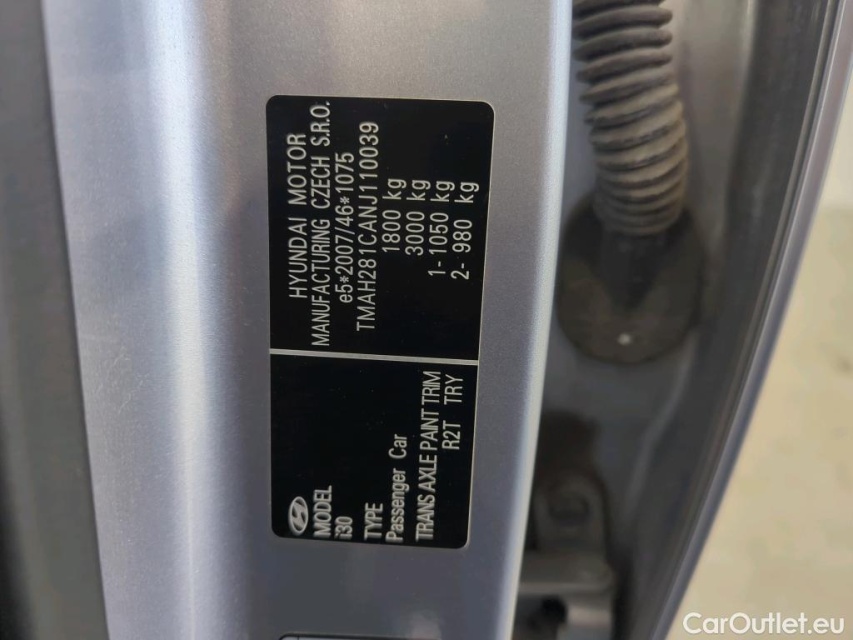 HYUNDAI MOTOR
MANUFACTURING CZECH S.R.O.
e5*2007/46*1075
TMAH281CANJ110039
1800 kg
3000 kg
1- 1050 kg
2- 980 kg
MODEL
i30
TYPE
Passenger Car
TRANS AXLE PAINT TRIM
R2T TRY
CarOutlet.eu